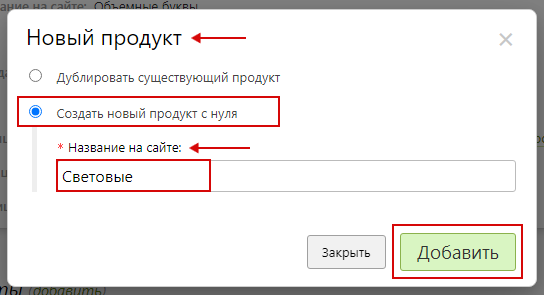 ание на сайте: Объемные буквы
Новый продукт
Дублировать существующий продукт
Создать новый продукт с нуля
* Название на сайте:
Световые
Закрыть
Добавить
ты (добавить)